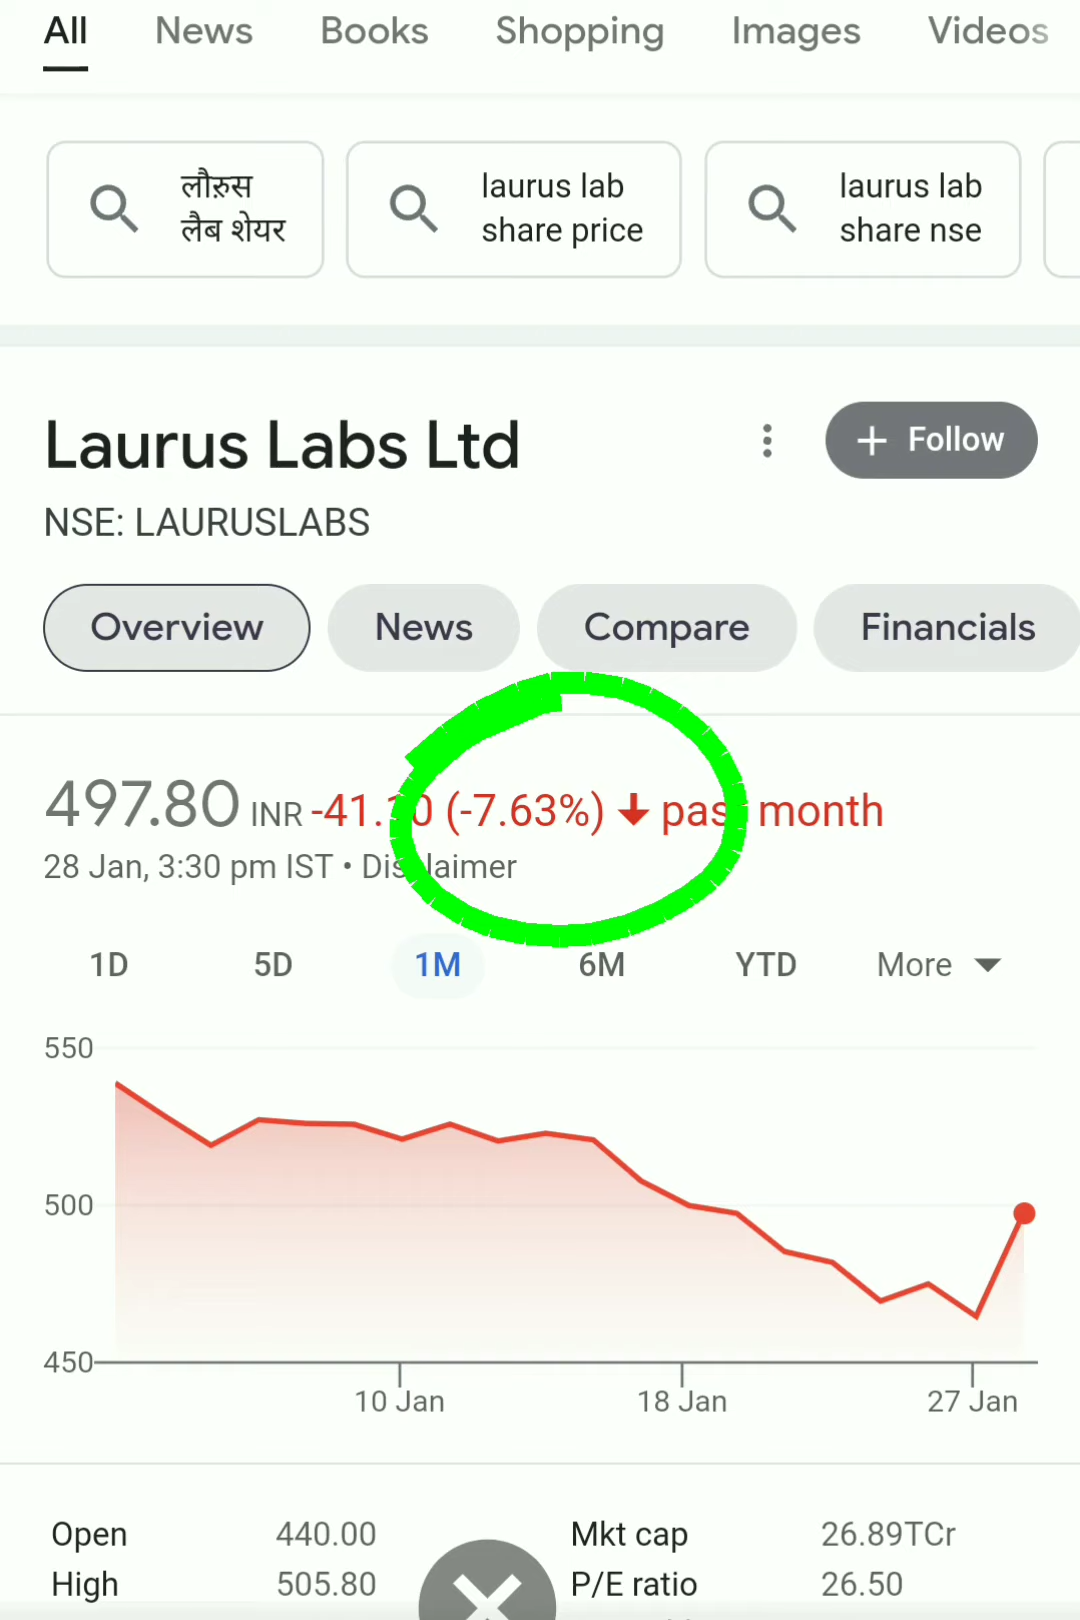 All News Books Shopping Images Videos
लौरुस
लैब शेयर
laurus lab
share price
laurus lab
share nse
Laurus Labs Ltd
+ Follow
NSE: LAURUSLABS
Overview News Compare Financials
497.80 INR (-7.63%) ↓ past month
28 Jan, 3:30 pm IST • Disclaimer
1D 5D 1M 6M YTD More
550
500
450
10 Jan 18 Jan 27 Jan
Open 440.00 Mkt cap 26.89TCr
High 505.80 P/E ratio 26.50